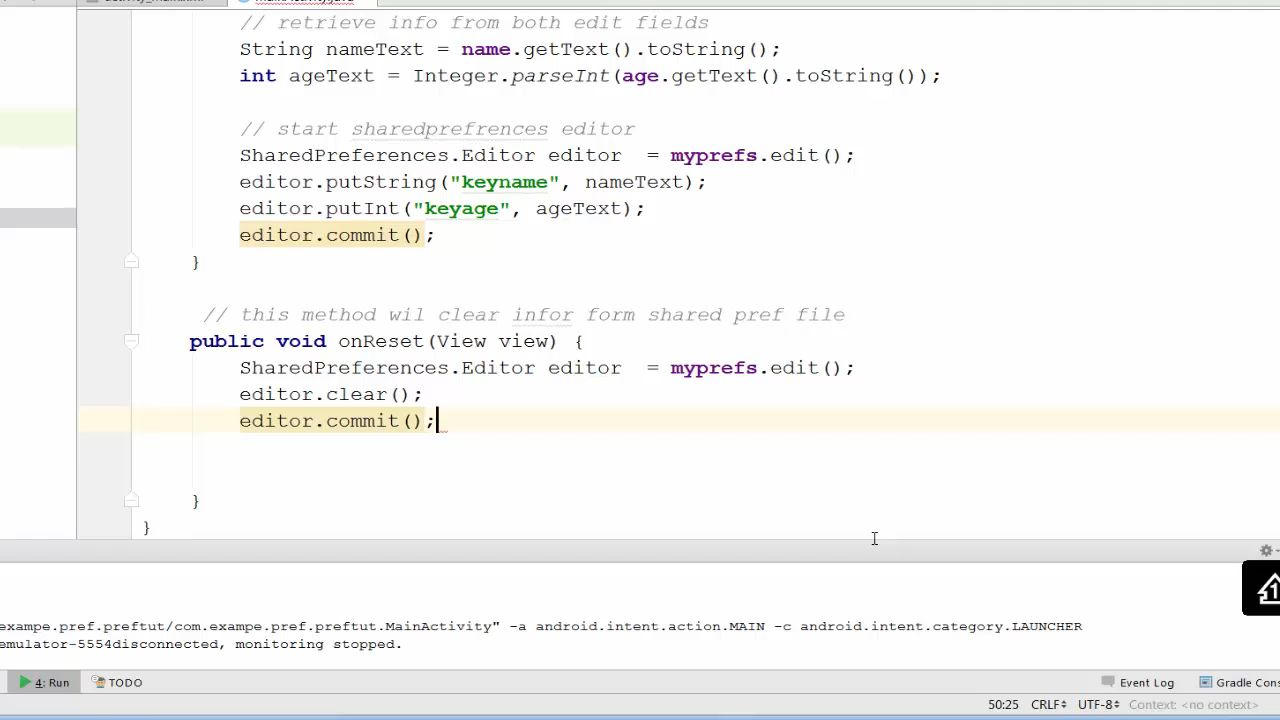 // retrieve info from both edit fields
String nameText = name.getText().toString();
int ageText = Integer.parseInt(age.getText().toString());
// start sharedprefrences editor
SharedPreferences.Editor editor  = myprefs.edit();
editor.putString("keyname", nameText);
editor.putInt("keyage", ageText);
editor.commit();
}
// this method wil clear infor form shared pref file
public void onReset(View view) {
SharedPreferences.Editor editor  = myprefs.edit();
editor.clear();
editor.commit();
}
}
exampe.pref.preftut/com.exampe.pref.preftut.MainActivity" -a android.intent.action.MAIN -c android.intent.category.LAUNCHER
emulator-5554disconnected, monitoring stopped.
4: Run TODO Event Log Gradle Cons
50:25 CRLF UTF-8 Context: <no context>